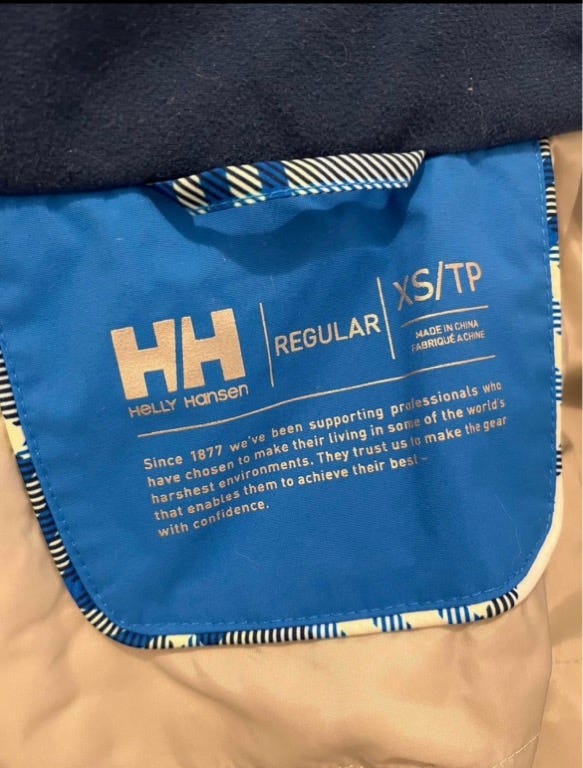 HH
HELLY HANSEN
REGULAR
XS/TP
MADE IN CHINA
FABRIQUÉ À CHINE
Since 1877 we've been supporting professionals who
have chosen to make their living in some of the world's
harshest environments. They trust us to make the gear
that enables them to achieve their best –
with confidence.